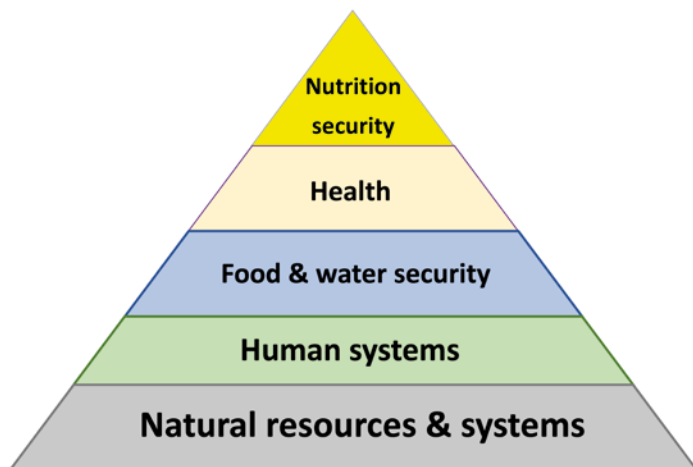 Nutrition
security
Health
Food & water security
Human systems
Natural resources & systems